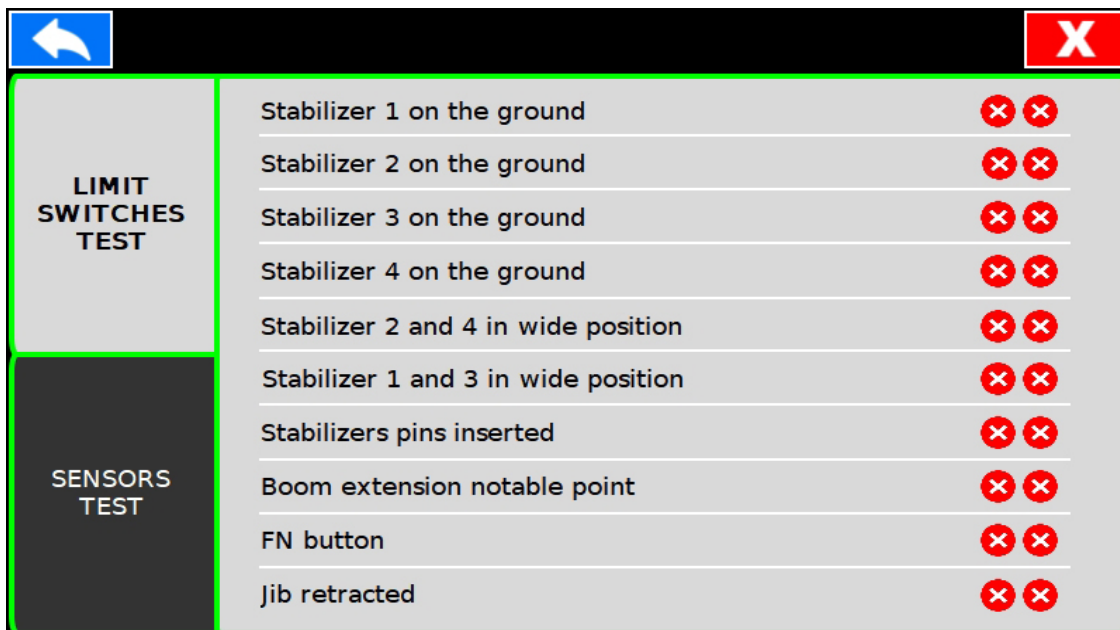 X
LIMIT
SWITCHES
TEST
SENSORS
TEST
Stabilizer 1 on the ground
Stabilizer 2 on the ground
Stabilizer 3 on the ground
Stabilizer 4 on the ground
Stabilizer 2 and 4 in wide position
Stabilizer 1 and 3 in wide position
Stabilizers pins inserted
Boom extension notable point
FN button
Jib retracted